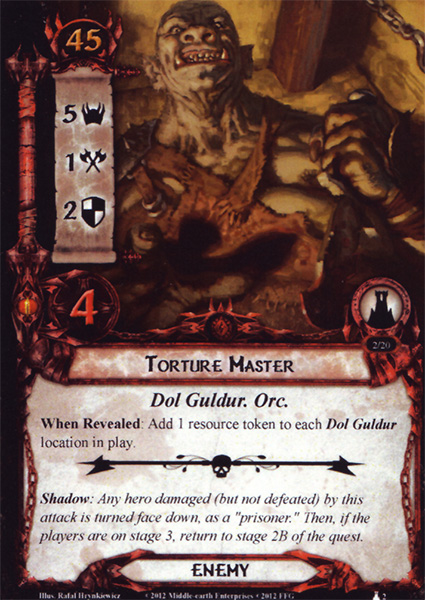 45
5
1
2
4
2/20
TORTURE MASTER
Dol Guldur. Orc.
When Revealed: Add 1 resource token to each Dol Guldur
location in play.
Shadow: Any hero damaged (but not defeated) by this
attack is turned face down, as a "prisoner." Then, if the
players are on stage 3, return to stage 2B of the quest.
ENEMY
Illus. Rafał Hrynkiewicz ©2012 Middle-earth Enterprises • 2012 FFG 2